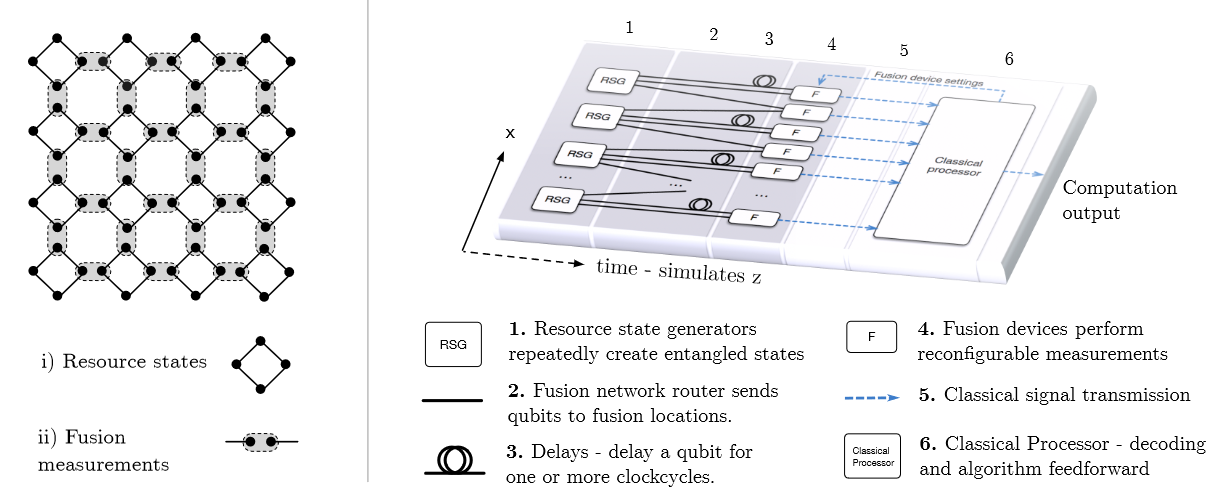 i) Resource states
ii) Fusion
measurements
1
2
3
4
5
6
Fusion device settings
RSG
RSG
RSG
...
RSG
...
F
F
F
F
F
...
F
Classical
processor
x
time - simulates z
Computation
output
RSG
1. Resource state generators
repeatedly create entangled states
2. Fusion network router sends
qubits to fusion locations.
3. Delays - delay a qubit for
one or more clockcycles.
F
4. Fusion devices perform
reconfigurable measurements
5. Classical signal transmission
Classical
Processor
6. Classical Processor - decoding
and algorithm feedforward